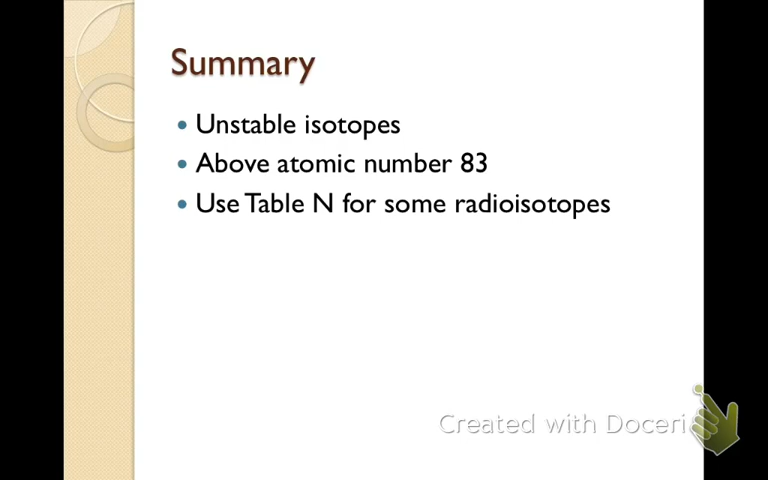 Summary
Unstable isotopes
Above atomic number 83
Use Table N for some radioisotopes
Created with Doceri